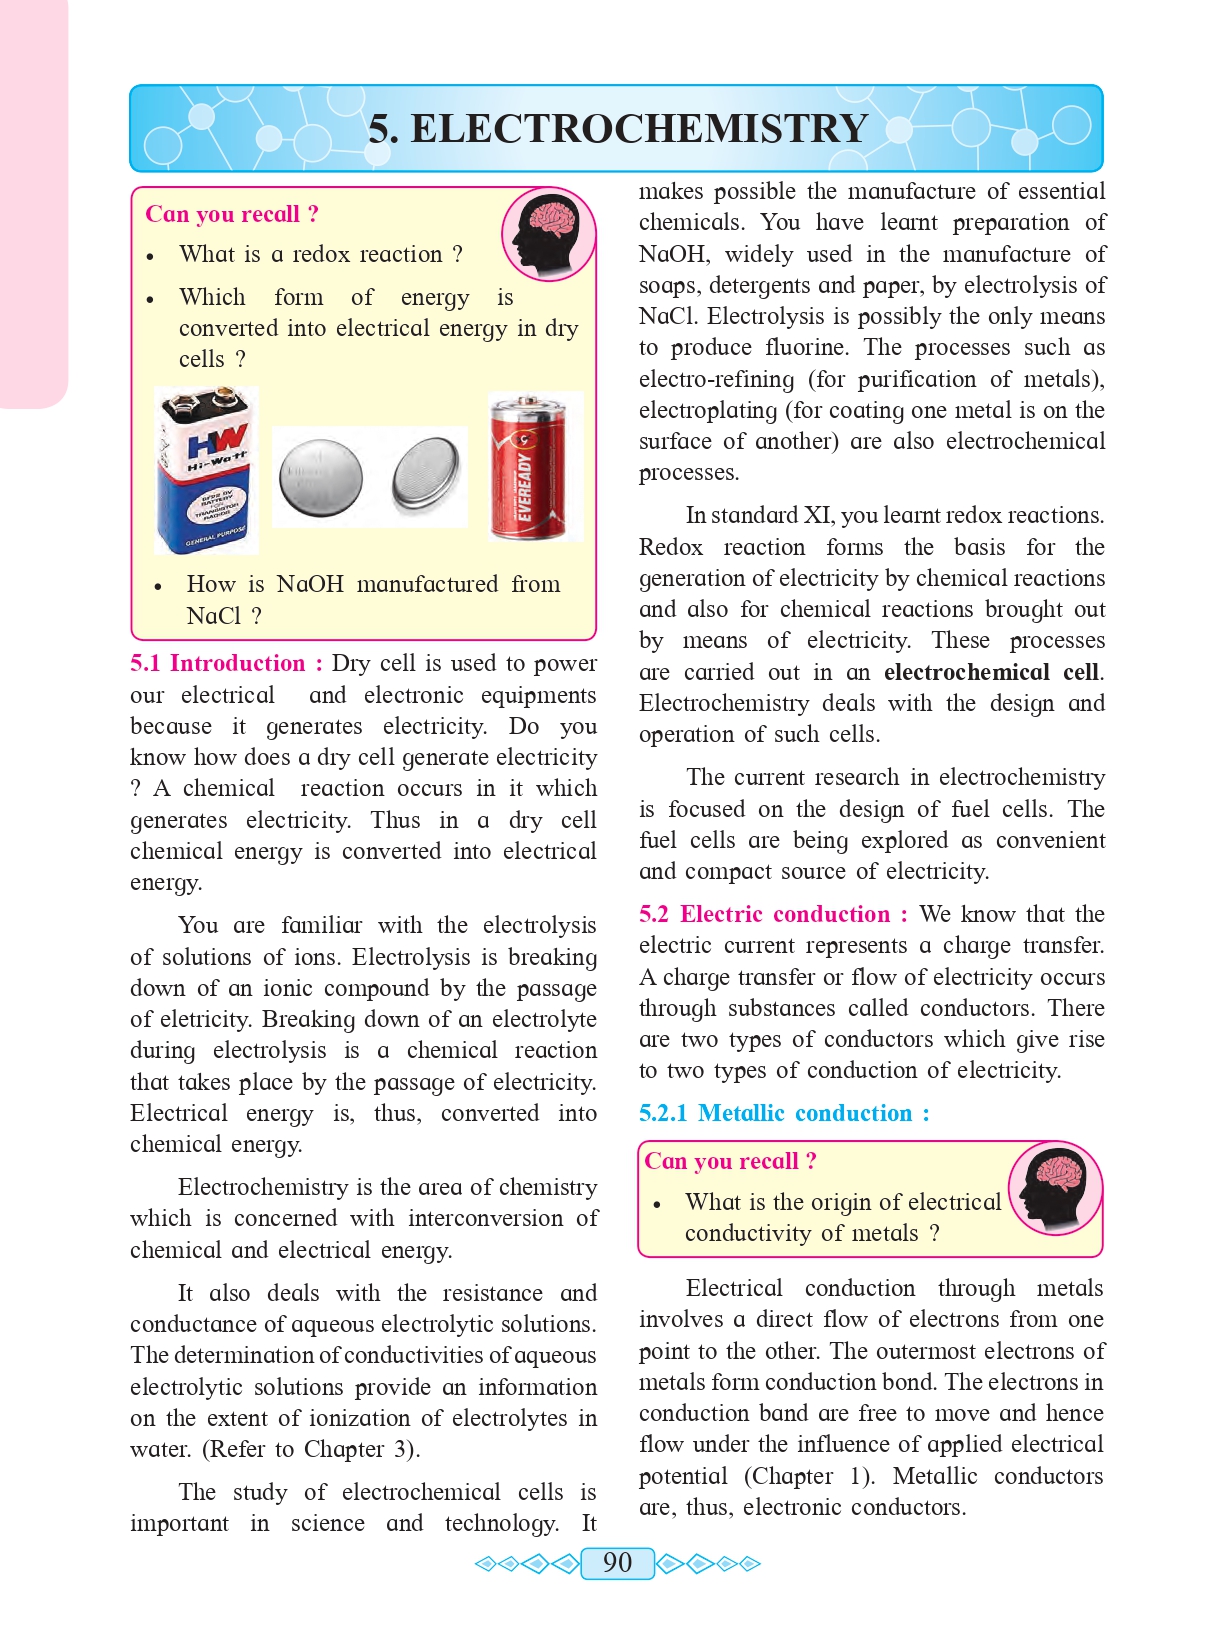 5. ELECTROCHEMISTRY
Can you recall ?
• What is a redox reaction ?
• Which form of energy is
converted into electrical energy in dry
cells ?
HW
Hi-Watt
6FPS 9V
BATTERY
FOR
TRANSISTOR
RADIOS
GENERAL PURPOSE
9
EVEREADY
• How is NaOH manufactured from
NaCl ?
5.1 Introduction : Dry cell is used to power
our electrical and electronic equipments
because it generates electricity. Do you
know how does a dry cell generate electricity
? A chemical reaction occurs in it which
generates electricity. Thus in a dry cell
chemical energy is converted into electrical
energy.
You are familiar with the electrolysis
of solutions of ions. Electrolysis is breaking
down of an ionic compound by the passage
of eletricity. Breaking down of an electrolyte
during electrolysis is a chemical reaction
that takes place by the passage of electricity.
Electrical energy is, thus, converted into
chemical energy.
Electrochemistry is the area of chemistry
which is concerned with interconversion of
chemical and electrical energy.
It also deals with the resistance and
conductance of aqueous electrolytic solutions.
The determination of conductivities of aqueous
electrolytic solutions provide an information
on the extent of ionization of electrolytes in
water. (Refer to Chapter 3).
The study of electrochemical cells is
important in science and technology. It
makes possible the manufacture of essential
chemicals. You have learnt preparation of
NaOH, widely used in the manufacture of
soaps, detergents and paper, by electrolysis of
NaCl. Electrolysis is possibly the only means
to produce fluorine. The processes such as
electro-refining (for purification of metals),
electroplating (for coating one metal is on the
surface of another) are also electrochemical
processes.
In standard XI, you learnt redox reactions.
Redox reaction forms the basis for the
generation of electricity by chemical reactions
and also for chemical reactions brought out
by means of electricity. These processes
are carried out in an electrochemical cell.
Electrochemistry deals with the design and
operation of such cells.
The current research in electrochemistry
is focused on the design of fuel cells. The
fuel cells are being explored as convenient
and compact source of electricity.
5.2 Electric conduction : We know that the
electric current represents a charge transfer.
A charge transfer or flow of electricity occurs
through substances called conductors. There
are two types of conductors which give rise
to two types of conduction of electricity.
5.2.1 Metallic conduction :
Can you recall ?
• What is the origin of electrical
conductivity of metals ?
Electrical conduction through metals
involves a direct flow of electrons from one
point to the other. The outermost electrons of
metals form conduction bond. The electrons in
conduction band are free to move and hence
flow under the influence of applied electrical
potential (Chapter 1). Metallic conductors
are, thus, electronic conductors.
90